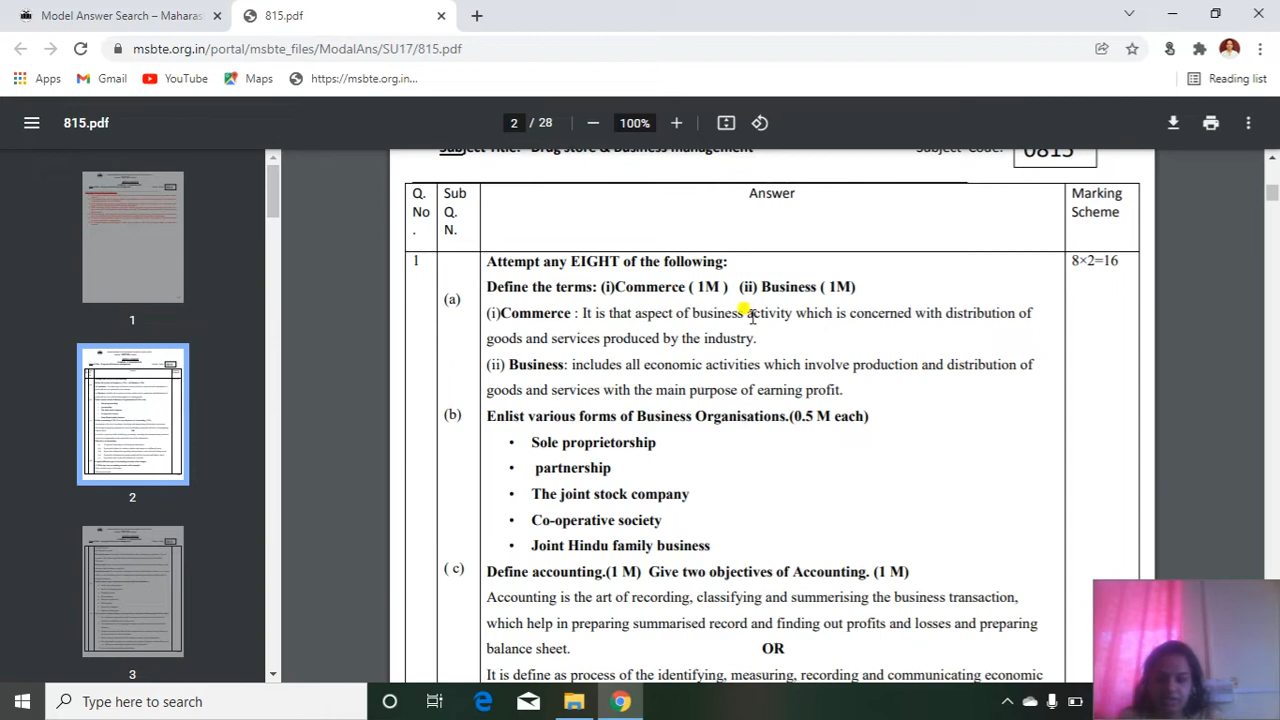 Model Answer Search – Mahara
815.pdf
msbte.org.in/portal/msbte_files/ModalAns/SU17/815.pdf
Apps
Gmail
YouTube
Maps
https://msbte.org.in...
Reading list
815.pdf
2 / 28
100%
Subject Title: Drug store & Business management
Subject Code:
0815
Q. No .
Sub Q. N.
Answer
Marking Scheme
1
Attempt any EIGHT of the following:
8×2=16
Define the terms: (i)Commerce ( 1M ) (ii) Business ( 1M)
(a)
(i)Commerce : It is that aspect of business activity which is concerned with distribution of
goods and services produced by the industry.
(ii) Business: includes all economic activities which involve production and distribution of
goods and services with the main purpose of earning profit.
(b)
Enlist various forms of Business Organisations.(0.5 M each)
• Sole proprietorship
• partnership
• The joint stock company
• Co-operative society
• Joint Hindu family business
( c)
Define accounting.(1 M) Give two objectives of Accounting. (1 M)
Accounting is the art of recording, classifying and summerising the business transaction,
which help in preparing summarised record and finding out profits and losses and preparing
balance sheet. OR
It is define as process of the identifying, measuring, recording and communicating economic
1
2
3
Type here to search